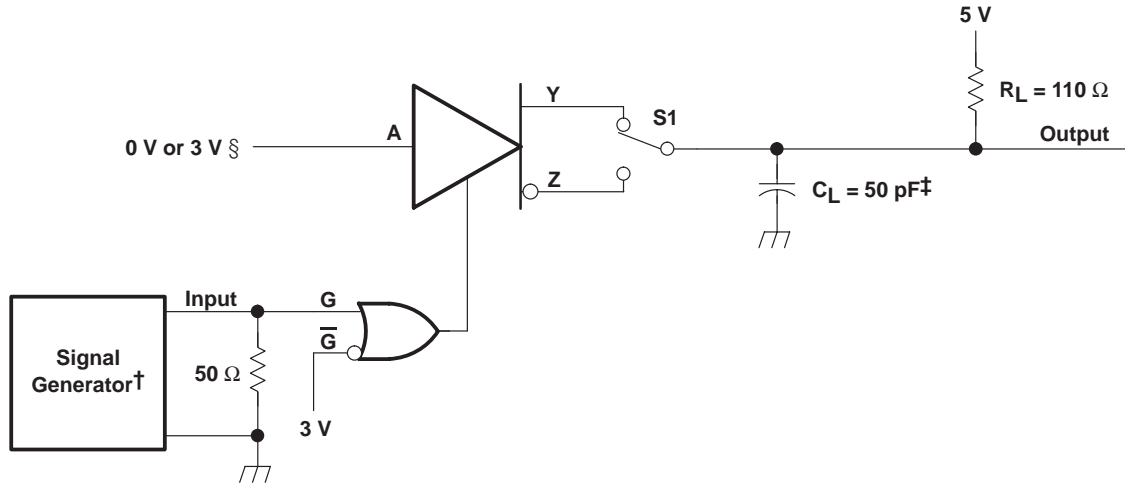 5 V
R_L = 110 Ω
Output
Y
S1
A
0 V or 3 V §
Z
C_L = 50 pF‡
Input
G
G̅
Signal
Generator†
50 Ω
3 V